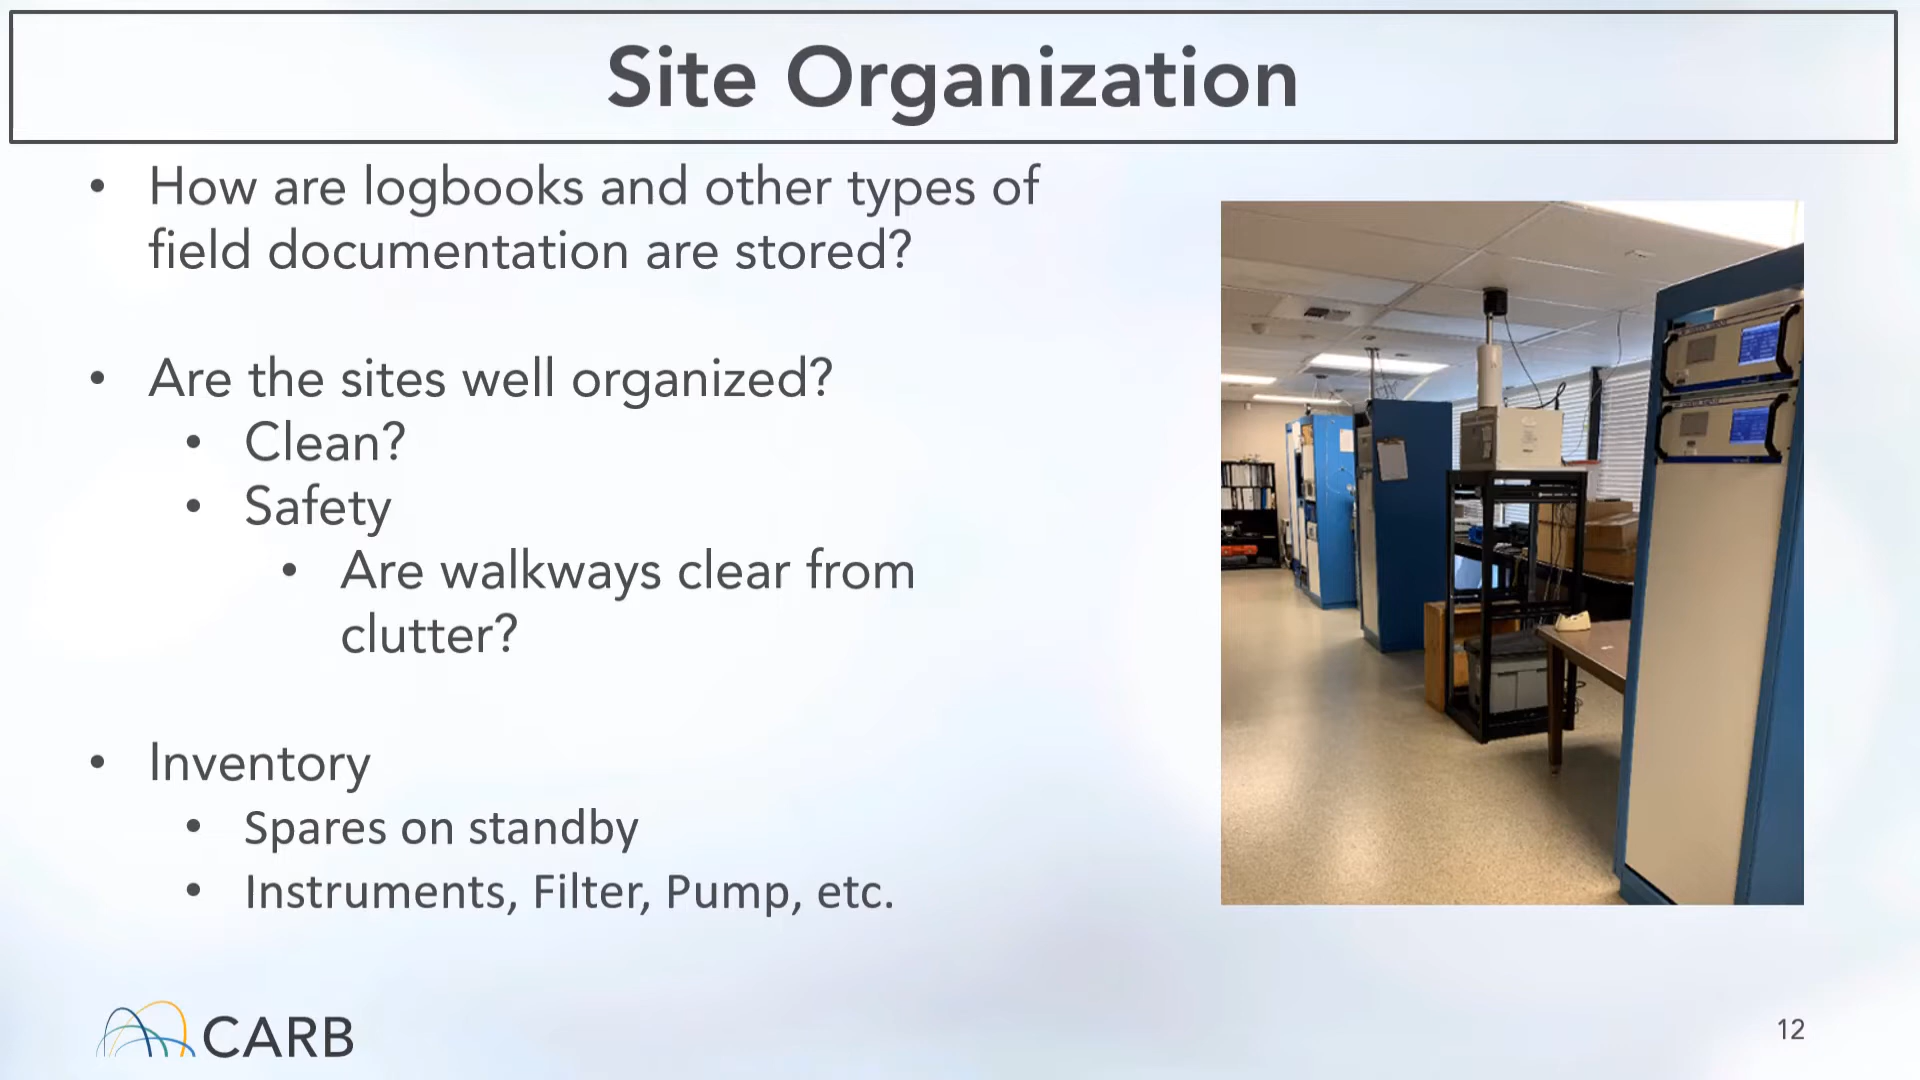 Site Organization
• How are logbooks and other types of
field documentation are stored?
• Are the sites well organized?
• Clean?
• Safety
• Are walkways clear from
clutter?
• Inventory
• Spares on standby
• Instruments, Filter, Pump, etc.
CARB
12